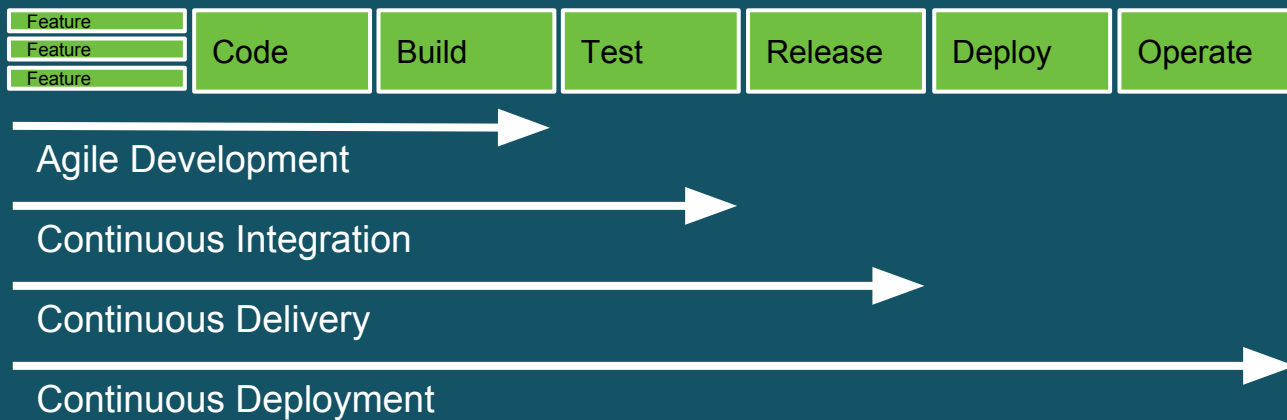 Feature
Feature
Feature
Code
Build
Test
Release
Deploy
Operate
Agile Development
Continuous Integration
Continuous Delivery
Continuous Deployment